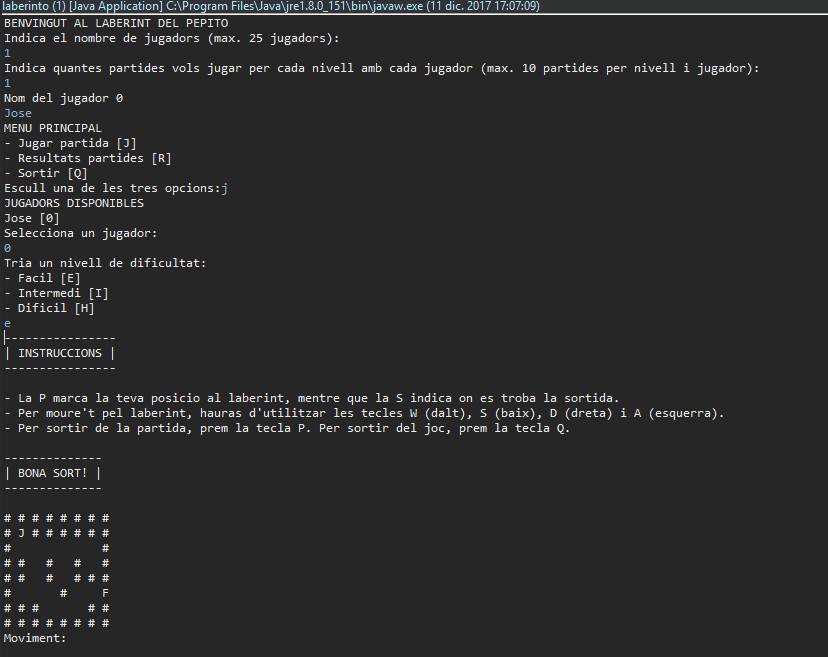 laberinto (1) [Java Application] C:\Program Files\Java\jre1.8.0_151\bin\javaw.exe (11 dic. 2017 17:07:09)
BENVINGUT AL LABERINT DEL PEPITO
Indica el nombre de jugadors (max. 25 jugadors):
1
Indica quantes partides vols jugar per cada nivell amb cada jugador (max. 10 partides per nivell i jugador):
1
Nom del jugador 0
Jose
MENU PRINCIPAL
- Jugar partida [J]
- Resultats partides [R]
- Sortir [Q]
Escull una de les tres opcions:j
JUGADORS DISPONIBLES
Jose [0]
Selecciona un jugador:
0
Tria un nivell de dificultat:
- Facil [E]
- Intermedi [I]
- Dificil [H]
e
----------------
| INSTRUCCIONS |
----------------
- La P marca la teva posicio al laberint, mentre que la S indica on es troba la sortida.
- Per moure't pel laberint, hauras d'utilitzar les tecles W (dalt), S (baix), D (dreta) i A (esquerra).
- Per sortir de la partida, prem la tecla P. Per sortir del joc, prem la tecla Q.
--------------
| BONA SORT! |
--------------
# # # # # # # #
# J # # # # # #
#             #
# #   #   #   #
# #   #   # # #
#       #     F
# # #       # #
# # # # # # # #
Moviment: